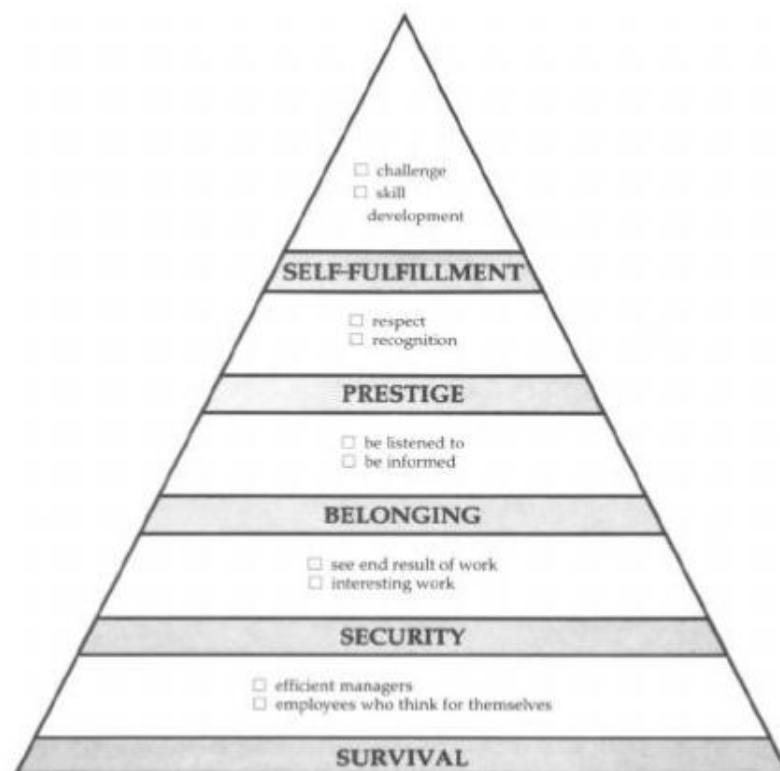 ☐ challenge
☐ skill
development
SELF-FULFILLMENT
☐ respect
☐ recognition
PRESTIGE
☐ be listened to
☐ be informed
BELONGING
☐ see end result of work
☐ interesting work
SECURITY
☐ efficient managers
☐ employees who think for themselves
SURVIVAL